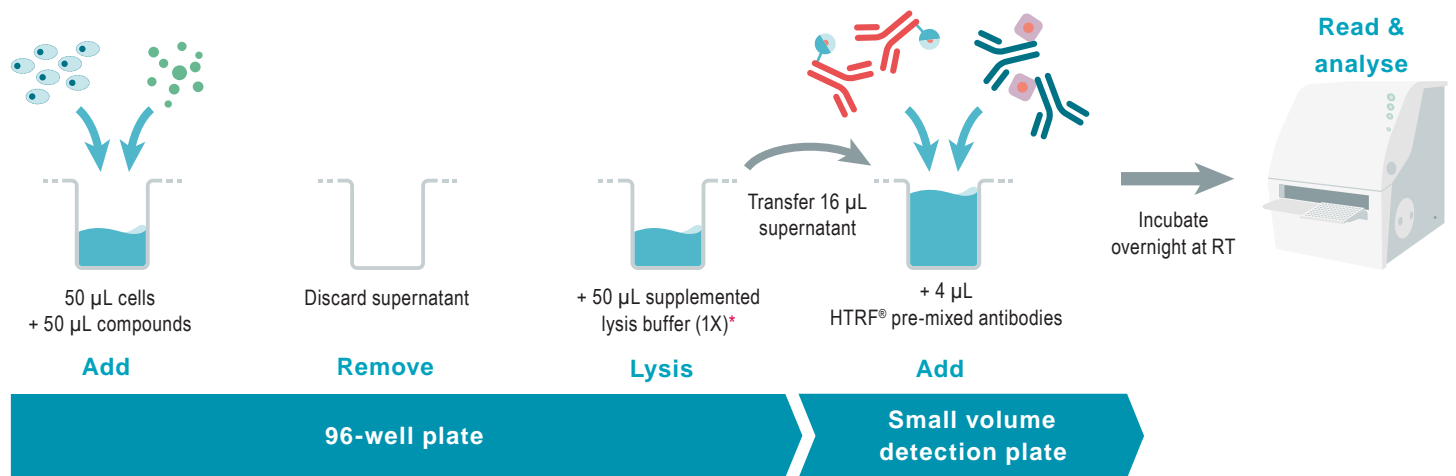 Read &
analyse
Transfer 16 µL
supernatant
Incubate
overnight at RT
50 µL cells
+ 50 µL compounds
Discard supernatant
+ 50 µL supplemented
lysis buffer (1X)*
+ 4 µL
HTRF® pre-mixed antibodies
Add
Remove
Lysis
Add
96-well plate
Small volume
detection plate